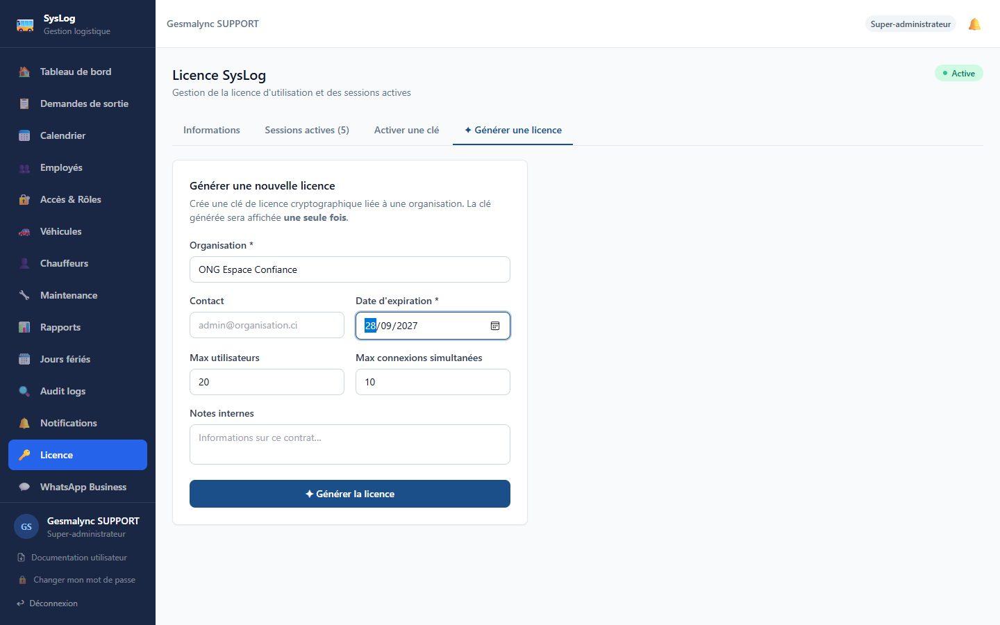 SysLog
Gestion logistique
Tableau de bord
Demandes de sortie
Calendrier
Employés
Accès & Rôles
Véhicules
Chauffeurs
Maintenance
Rapports
Jours fériés
Audit logs
Notifications
Licence
WhatsApp Business
GS
Gesmalync SUPPORT
Super-administrateur
Documentation utilisateur
Changer mon mot de passe
Déconnexion
Gesmalync SUPPORT
Super-administrateur
Licence SysLog
Active
Gestion de la licence d'utilisation et des sessions actives
Informations
Sessions actives (5)
Activer une clé
✦ Générer une licence
Générer une nouvelle licence
Crée une clé de licence cryptographique liée à une organisation. La clé
générée sera affichée une seule fois.
Organisation *
ONG Espace Confiance
Contact
admin@organisation.ci
Date d'expiration *
28/09/2027
Max utilisateurs
20
Max connexions simultanées
10
Notes internes
Informations sur ce contrat...
✦ Générer la licence